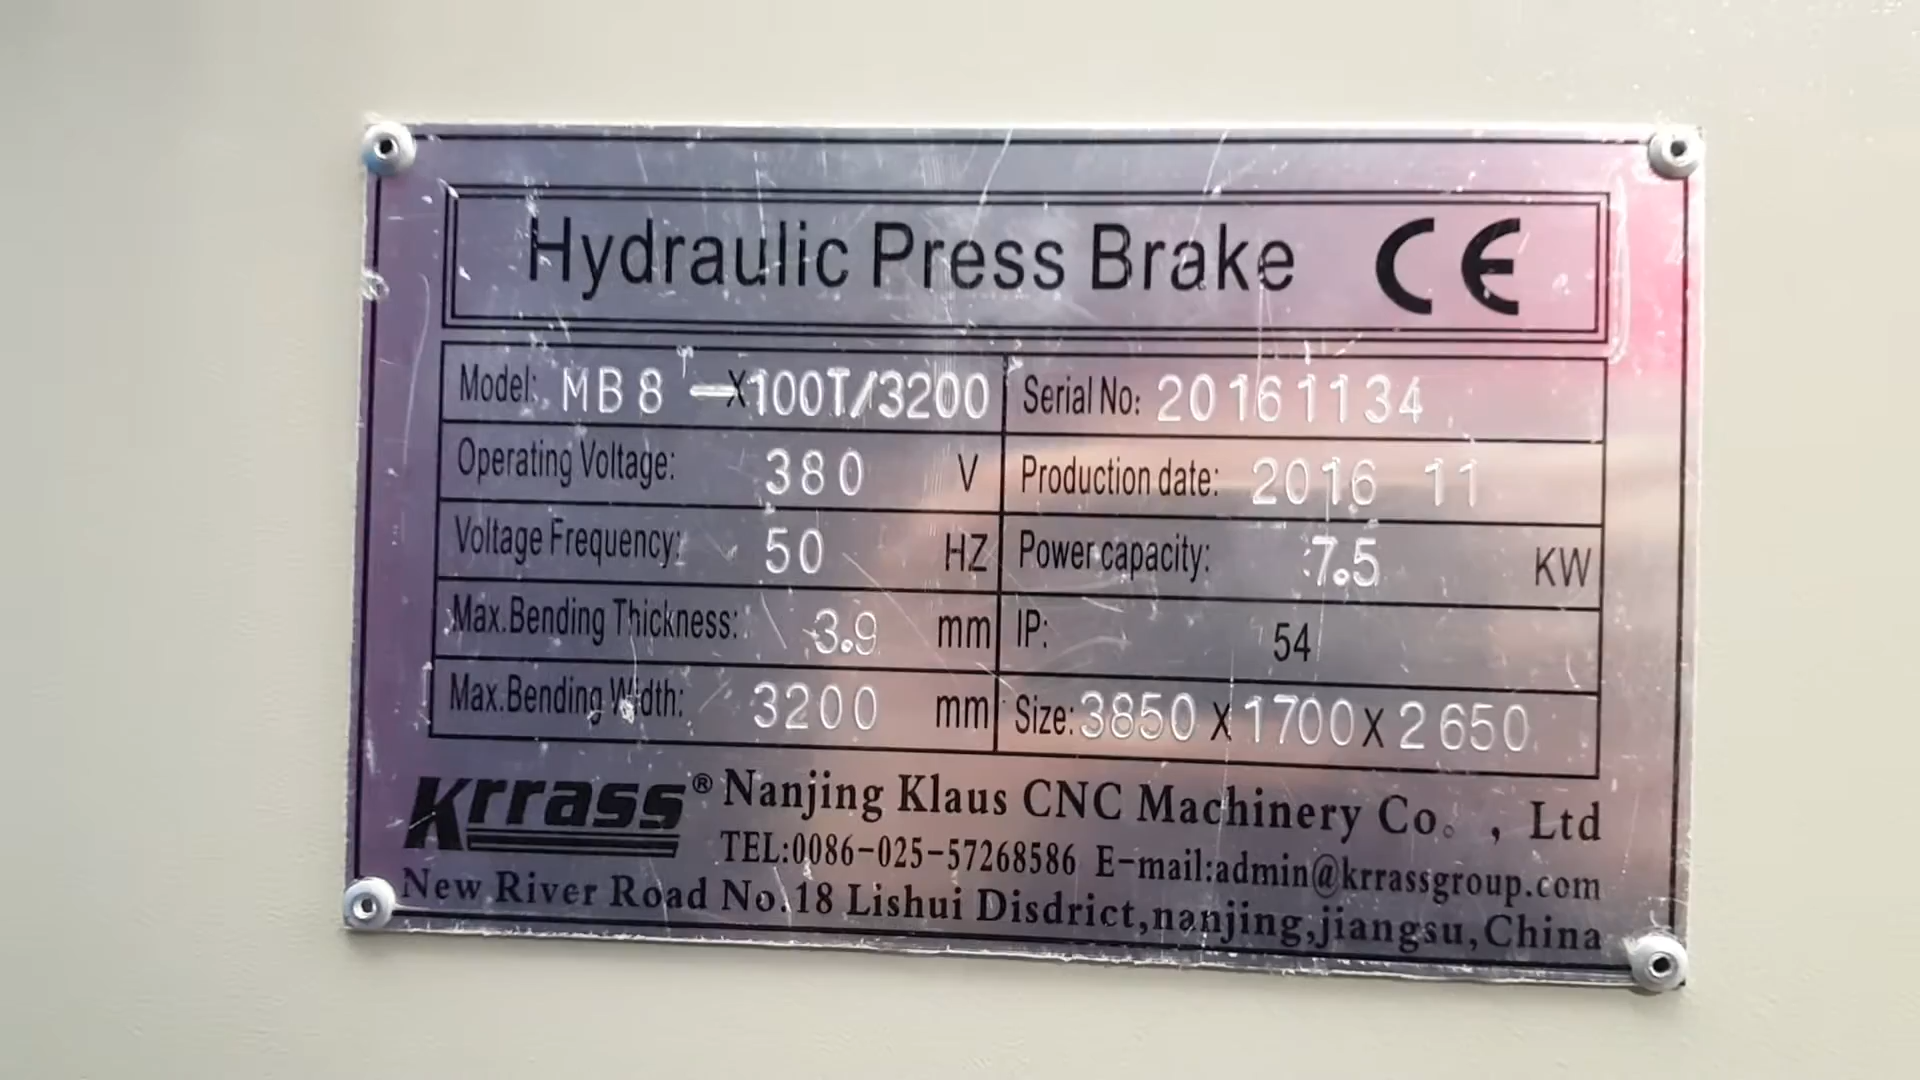 Hydraulic Press Brake CE
Model: MB8 -X100T/3200 Serial No: 20161134
Operating Voltage: 380 V Production date: 2016 11
Voltage Frequency: 50 HZ Power capacity: 7.5 KW
Max.Bending Thickness: 3.9 mm IP: 54
Max.Bending Width: 3200 mm Size: 3850 X 1700 X 2650
Krrass® Nanjing Klaus CNC Machinery Co。, Ltd
TEL:0086-025-57268586 E-mail:admin@krrassgroup.com
New River Road No.18 Lishui Disdrict,nanjing,jiangsu,China